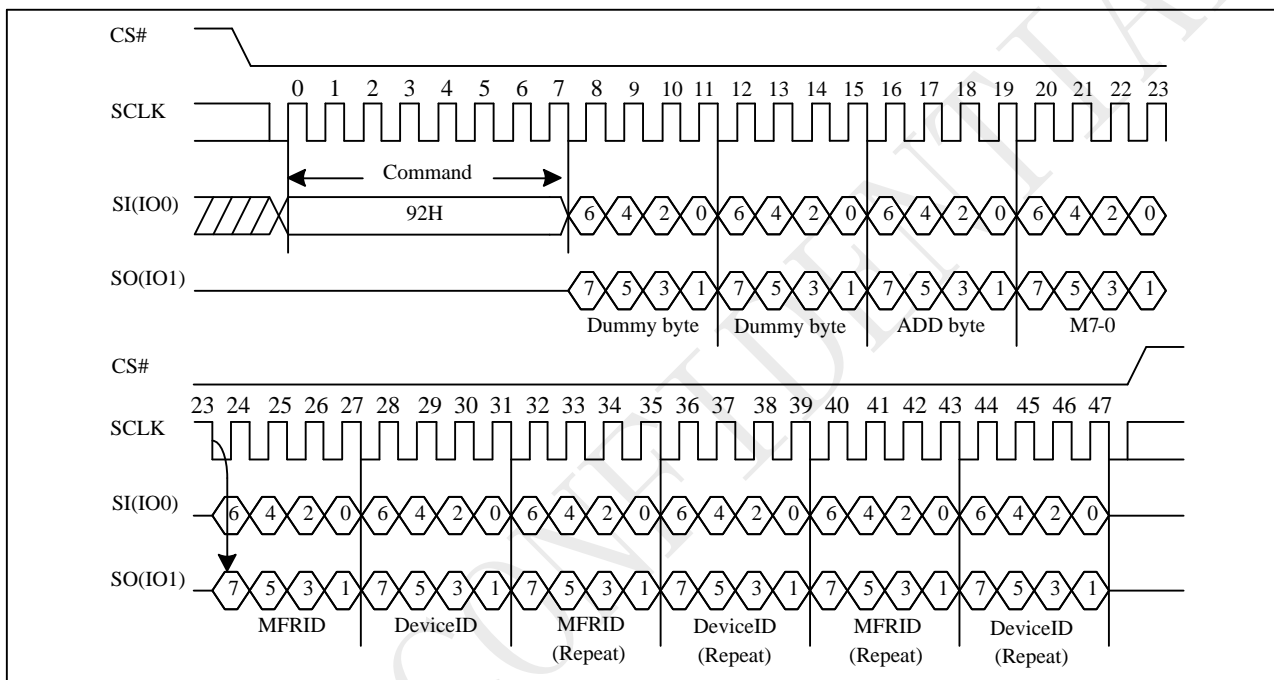 CS#
0 1 2 3 4 5 6 7 8 9 10 11 12 13 14 15 16 17 18 19 20 21 22 23
SCLK
Command
SI(IO0)
92H
6 4 2 0 6 4 2 0 6 4 2 0 6 4 2 0
SO(IO1)
7 5 3 1 7 5 3 1 7 5 3 1 7 5 3 1
Dummy byte Dummy byte ADD byte M7-0
CS#
23 24 25 26 27 28 29 30 31 32 33 34 35 36 37 38 39 40 41 42 43 44 45 46 47
SCLK
SI(IO0)
6 4 2 0 6 4 2 0 6 4 2 0 6 4 2 0 6 4 2 0 6 4 2 0
SO(IO1)
7 5 3 1 7 5 3 1 7 5 3 1 7 5 3 1 7 5 3 1 7 5 3 1
MFRID DeviceID MFRID DeviceID MFRID DeviceID
(Repeat) (Repeat) (Repeat) (Repeat)
CONFIDENTIAL